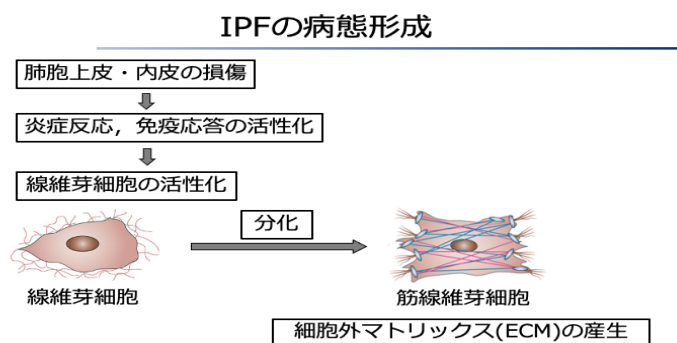 IPFの病態形成
肺胞上皮・内皮の損傷
炎症反応，免疫応答の活性化
線維芽細胞の活性化
分化
線維芽細胞
筋線維芽細胞
細胞外マトリックス(ECM)の産生